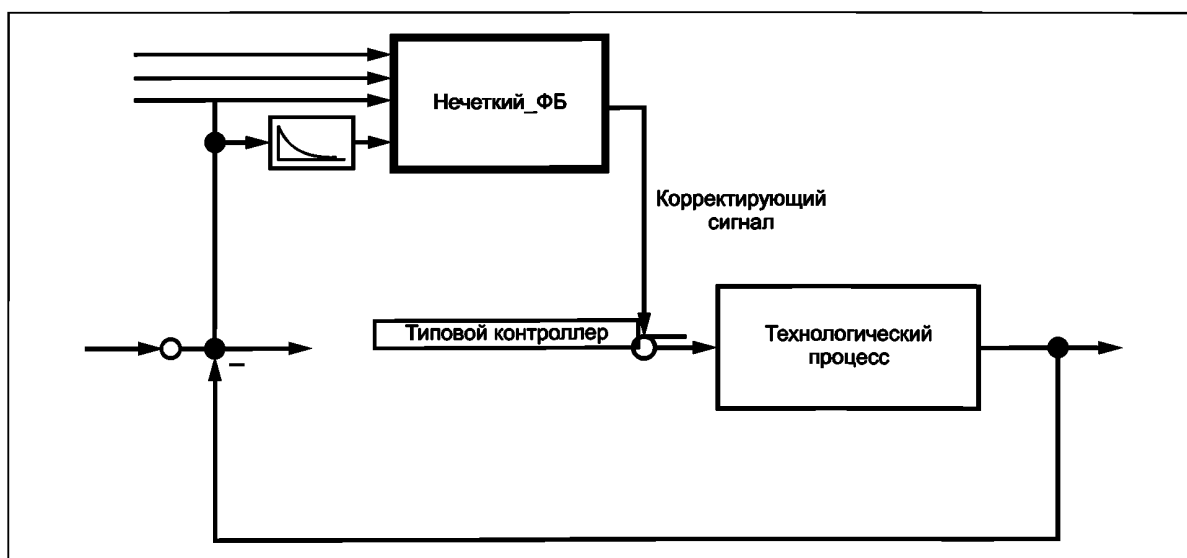 Нечеткий_ФБ
Корректирующий
сигнал
Типовой контроллер
Технологический
процесс
–